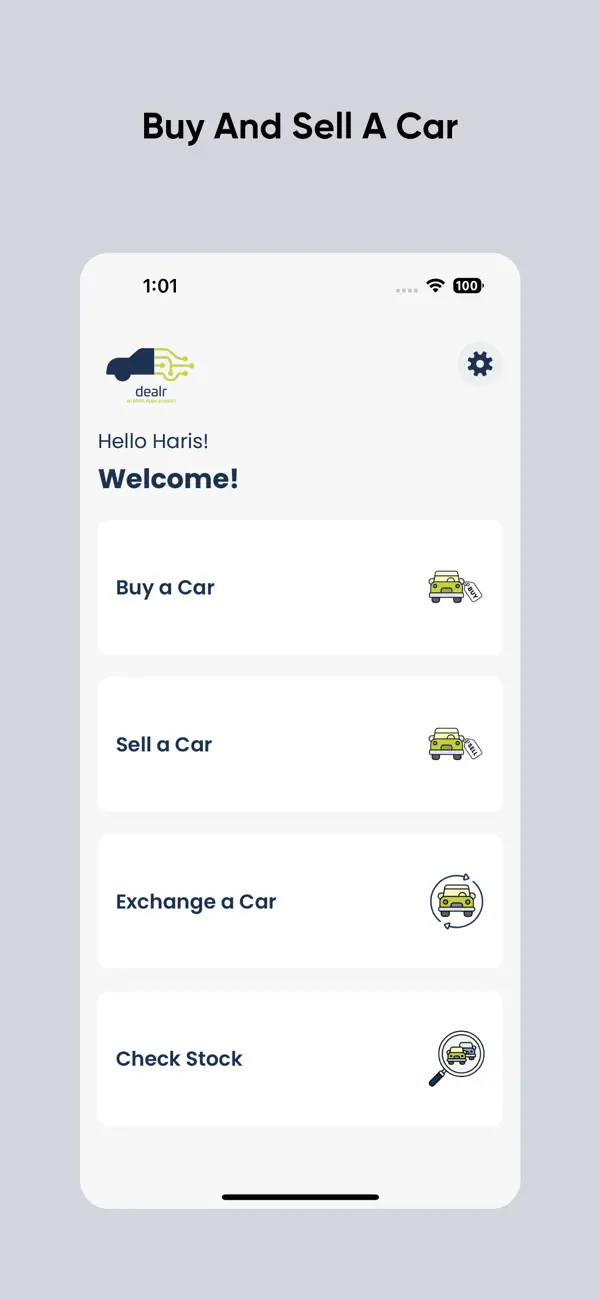 Buy And Sell A Car
1:01
100
dealr
Hello Haris!
Welcome!
Buy a Car
BUY
Sell a Car
SELL
Exchange a Car
Check Stock